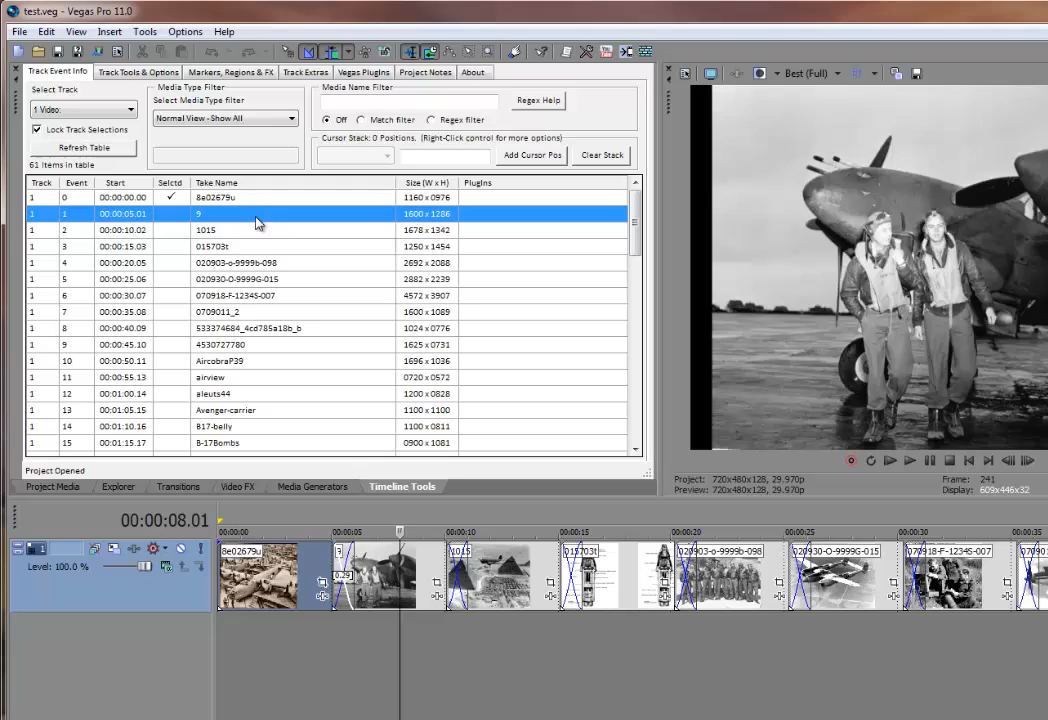 test.veg - Vegas Pro 11.0
File Edit View Insert Tools Options Help
Track Event Info Track Tools & Options Markers, Regions & FX Track Extras Vegas PlugIns Project Notes About
Best (Full)
Select Track
1 Video:
Lock Track Selections
Refresh Table
61 Items in table
Media Type Filter
Select Media Type filter
Normal View - Show All
Media Name Filter
Regex Help
Off Match filter Regex filter
Cursor Stack: 0 Positions. (Right-Click control for more options)
Add Cursor Pos Clear Stack
Track Event Start Selctd Take Name Size (W x H) PlugIns
1 0 00:00:00.00 ✓ 8e02679u 1160 x 0976
1 1 00:00:05.01 9 1600 x 1286
1 2 00:00:10.02 1015 1678 x 1342
1 3 00:00:15.03 015703t 1250 x 1454
1 4 00:00:20.05 020903-o-9999b-098 2692 x 2088
1 5 00:00:25.06 020930-O-9999G-015 2882 x 2239
1 6 00:00:30.07 070918-F-1234S-007 4572 x 3907
1 7 00:00:35.08 0709011_2 1600 x 1089
1 8 00:00:40.09 533374684_4cd785a18b_b 1024 x 0776
1 9 00:00:45.10 4530727780 1625 x 0731
1 10 00:00:50.11 AircobraP39 1696 x 1036
1 11 00:00:55.13 airview 0720 x 0572
1 12 00:01:00.14 aleuts44 1200 x 0828
1 13 00:01:05.15 Avenger-carrier 1100 x 1100
1 14 00:01:10.16 B17-belly 1100 x 0811
1 15 00:01:15.17 B-17Bombs 0900 x 1081
Project Opened
Project Media Explorer Transitions Video FX Media Generators Timeline Tools
Project: 720x480x128, 29.970p
Preview: 720x480x128, 29.970p
Frame: 241
Display: 609x446x32
00:00:08.01
00:00:00 00:00:05 00:00:10 00:00:15 00:00:20 00:00:25 00:00:30 00:00:35
1
Level: 100.0 %
8e02679u 1015 015703t 020903-o-9999b-098 020930-O-9999G-015 070918-F-1234S-007
0.29